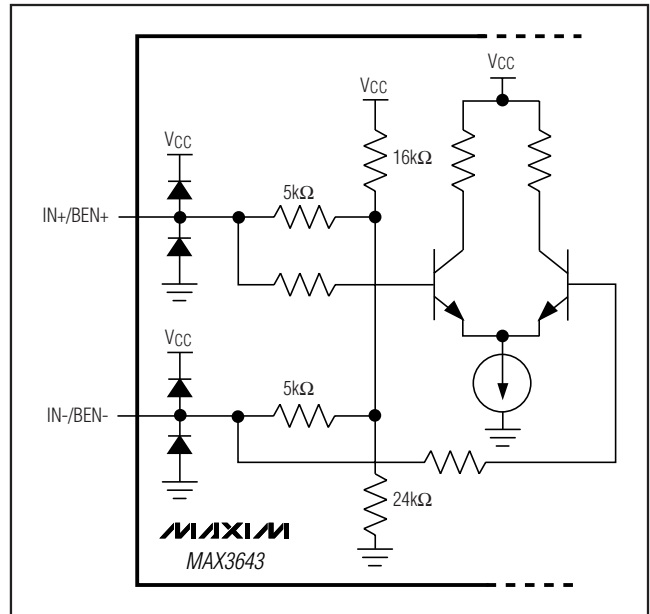 VCC
VCC
16kΩ
VCC
5kΩ
IN+/BEN+
VCC
5kΩ
IN-/BEN-
24kΩ
MAXIM
MAX3643